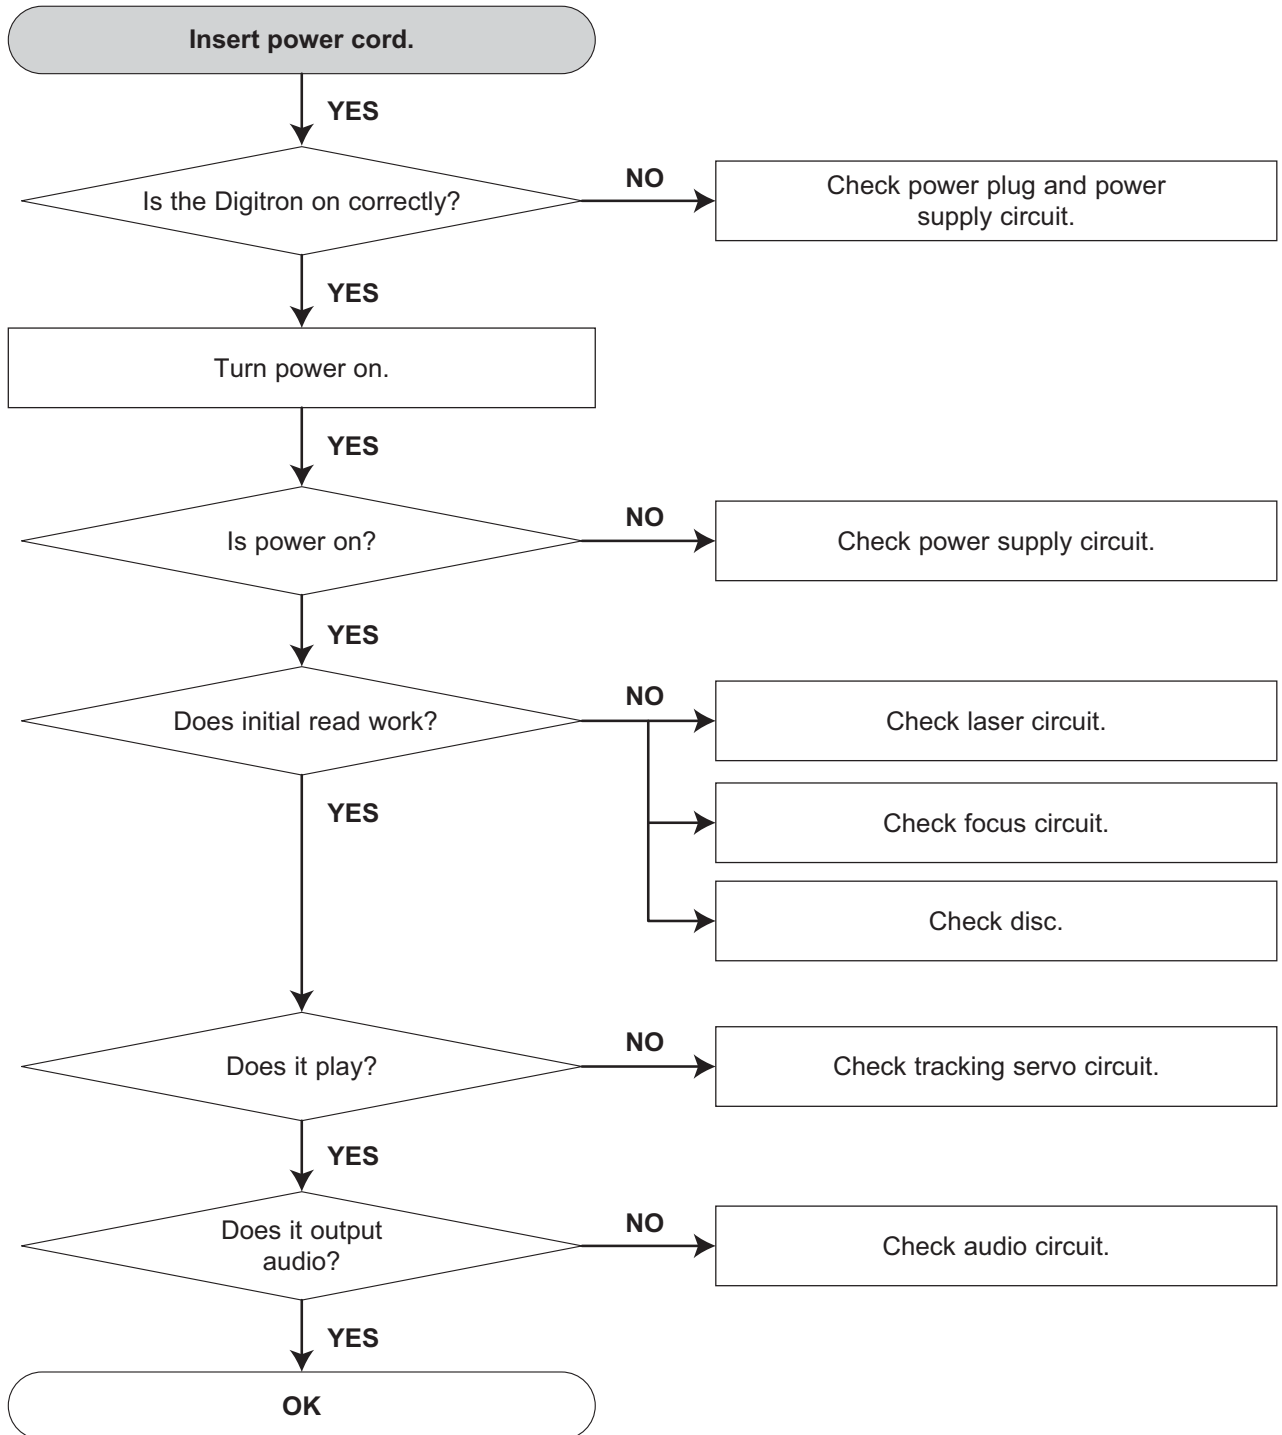 Insert power cord.
YES
Is the Digitron on correctly?
NO
Check power plug and power
supply circuit.
YES
Turn power on.
YES
Is power on?
NO
Check power supply circuit.
YES
Does initial read work?
NO
Check laser circuit.
Check focus circuit.
Check disc.
YES
Does it play?
NO
Check tracking servo circuit.
YES
Does it output
audio?
NO
Check audio circuit.
YES
OK